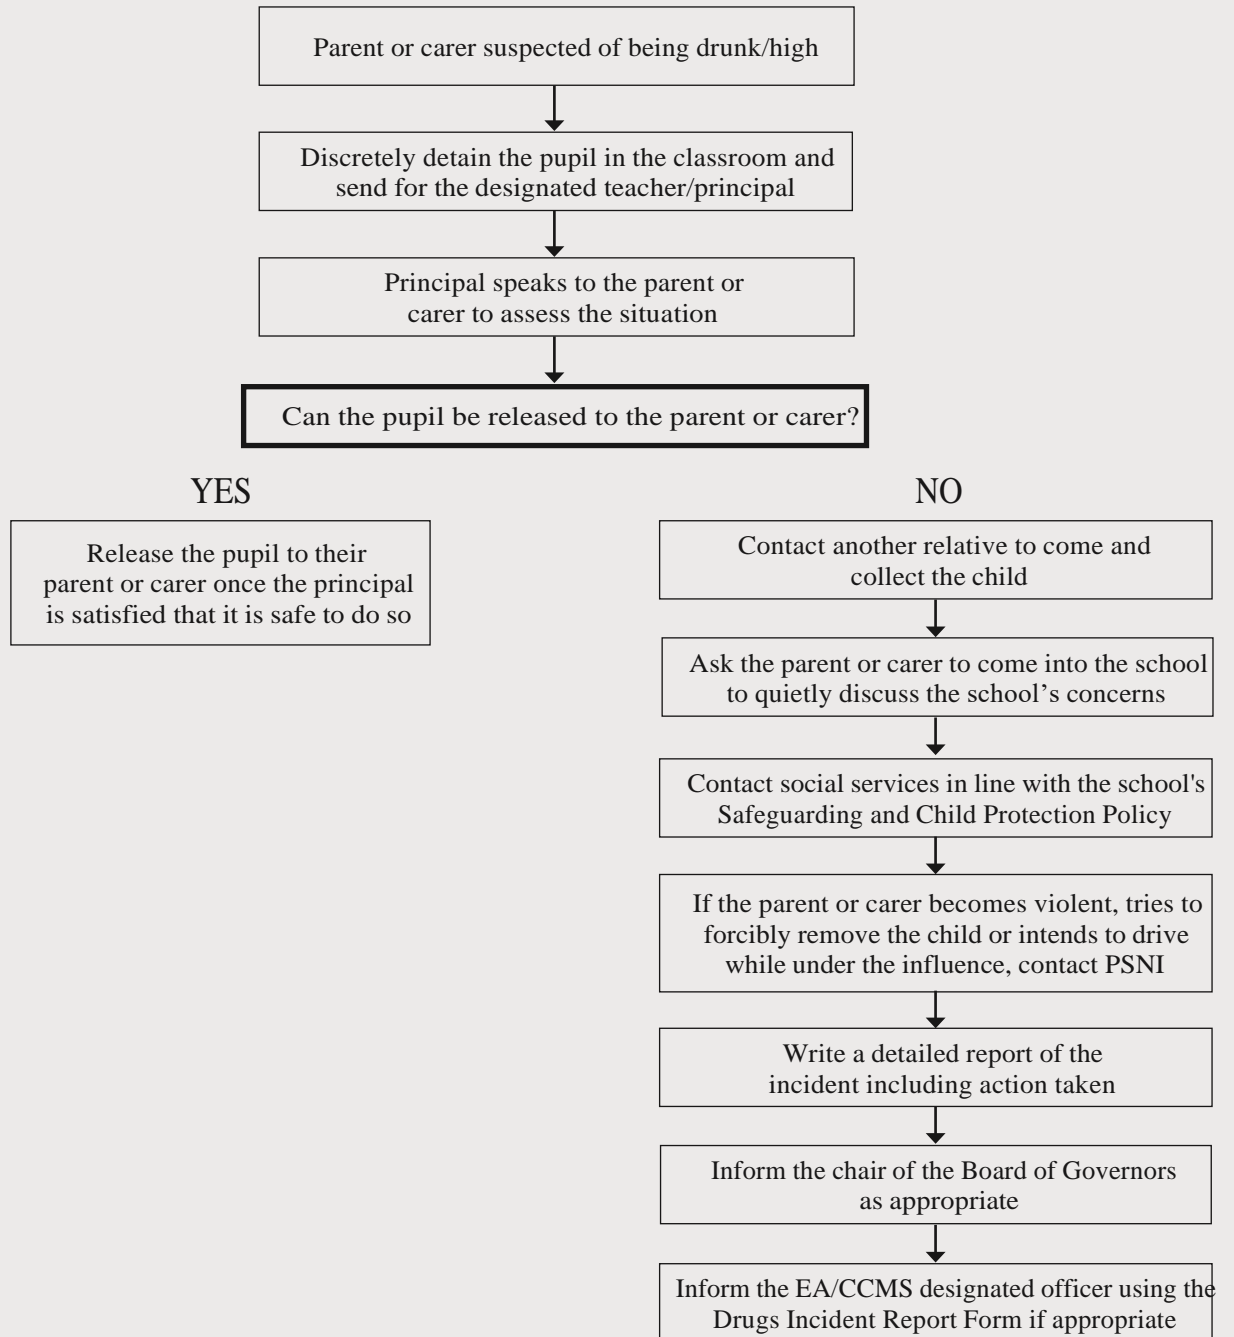 Parent or carer suspected of being drunk/high
Discretely detain the pupil in the classroom and
send for the designated teacher/principal
Principal speaks to the parent or
carer to assess the situation
Can the pupil be released to the parent or carer?
YES
Release the pupil to their
parent or carer once the principal
is satisfied that it is safe to do so
NO
Contact another relative to come and
collect the child
Ask the parent or carer to come into the school
to quietly discuss the school’s concerns
Contact social services in line with the school's
Safeguarding and Child Protection Policy
If the parent or carer becomes violent, tries to
forcibly remove the child or intends to drive
while under the influence, contact PSNI
Write a detailed report of the
incident including action taken
Inform the chair of the Board of Governors
as appropriate
Inform the EA/CCMS designated officer using the
Drugs Incident Report Form if appropriate